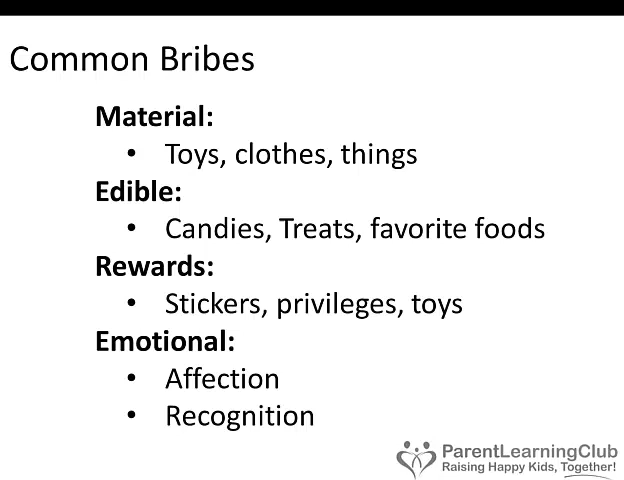 Common Bribes
Material:
• Toys, clothes, things
Edible:
• Candies, Treats, favorite foods
Rewards:
• Stickers, privileges, toys
Emotional:
• Affection
• Recognition
ParentLearningClub
Raising Happy Kids, Together!